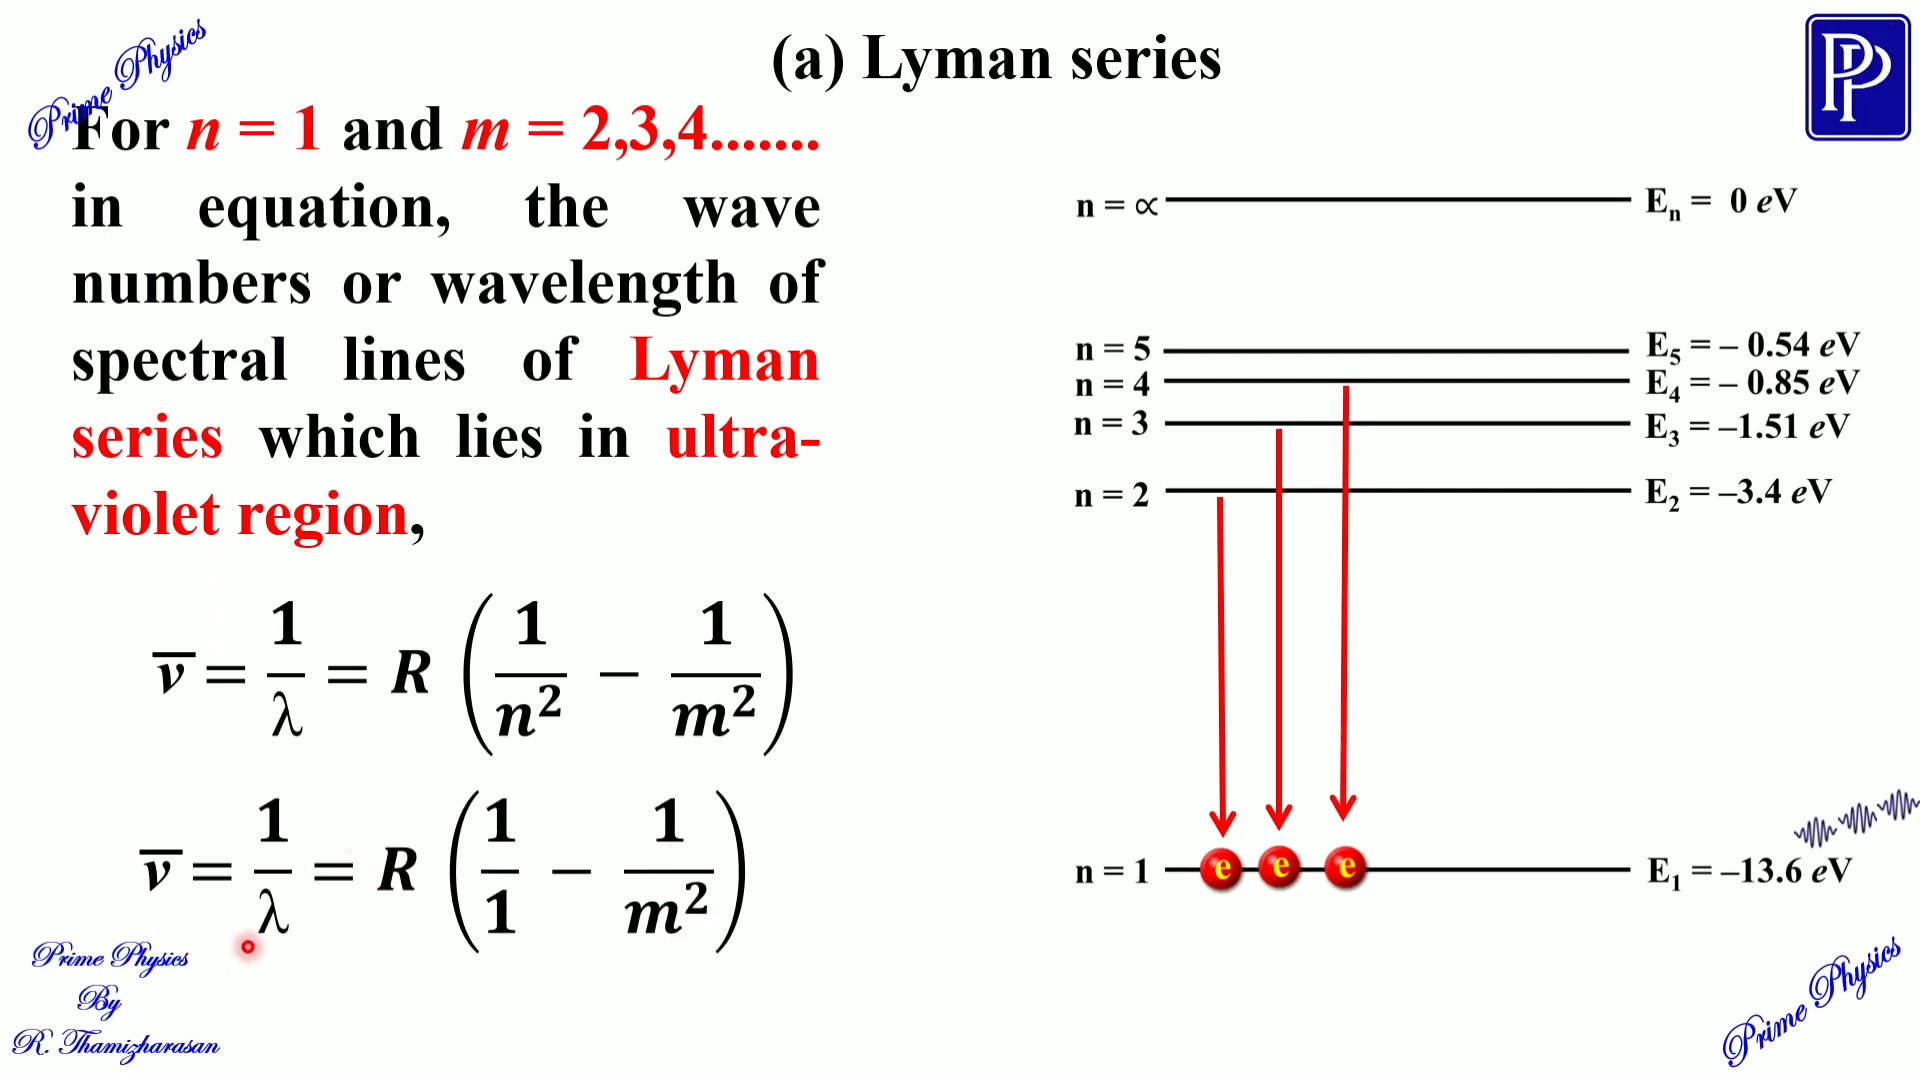 (a) Lyman series
Prime Physics
PP
For n = 1 and m = 2,3,4.......
in equation, the wave
numbers or wavelength of
spectral lines of Lyman
series which lies in ultra-
violet region,
ν̅ = 1/λ = R (1/n² − 1/m²)
ν̅ = 1/λ = R (1/1 − 1/m²)
n = ∝ Eₙ = 0 eV
n = 5 E₅ = – 0.54 eV
n = 4 E₄ = – 0.85 eV
n = 3 E₃ = –1.51 eV
n = 2 E₂ = –3.4 eV
n = 1 e e e E₁ = –13.6 eV
Prime Physics
By
R. Thamizharasan
Prime Physics